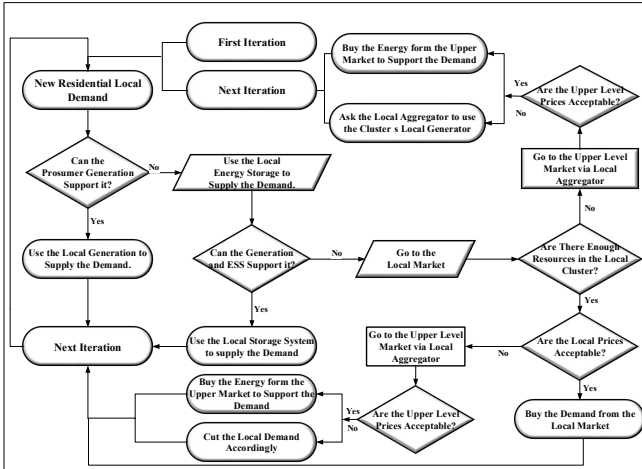 First Iteration
Next Iteration
Buy the Energy form the Upper
Market to Support the Demand
Ask the Local Aggregator to use
the Cluster s Local Generator
Yes
No
Are the Upper Level
Prices Acceptable?
New Residential Local
Demand
Can the
Prosumer Generation
Support it?
No
Use the Local
Energy Storage to
Supply the Demand.
Go to the Upper Level
Market via Local
Aggregator
No
Yes
Use the Local Generation to
Supply the Demand.
Can the Generation
and ESS Support it?
No
Go to the
Local Market
Are There Enough
Resources in the Local
Cluster?
Yes
Yes
Next Iteration
Use the Local Storage System
to supply the Demand
Go to the Upper Level
Market via Local
Aggregator
No
Are the Local Prices
Acceptable?
Yes
Buy the Energy form the
Upper Market to Support the
Demand
Cut the Local Demand
Accordingly
Yes
No
Are the Upper Level
Prices Acceptable?
Buy the Demand from the
Local Market